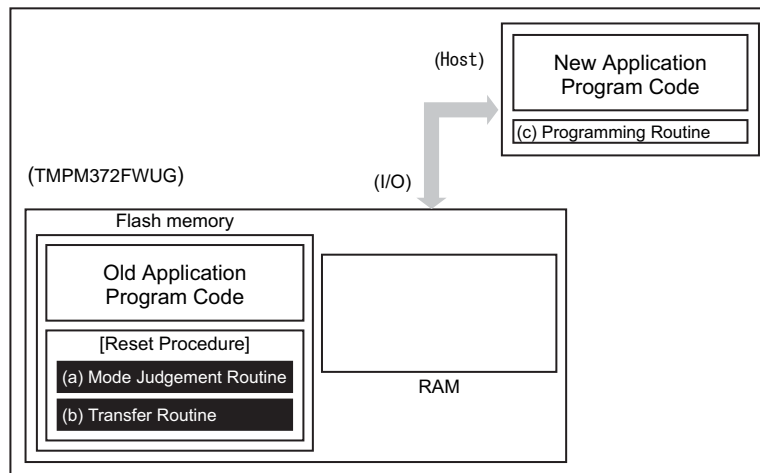 (Host)
New Application
Program Code
(c) Programming Routine
(TMPM372FWUG)
(I/O)
Flash memory
Old Application
Program Code
[Reset Procedure]
(a) Mode Judgement Routine
(b) Transfer Routine
RAM